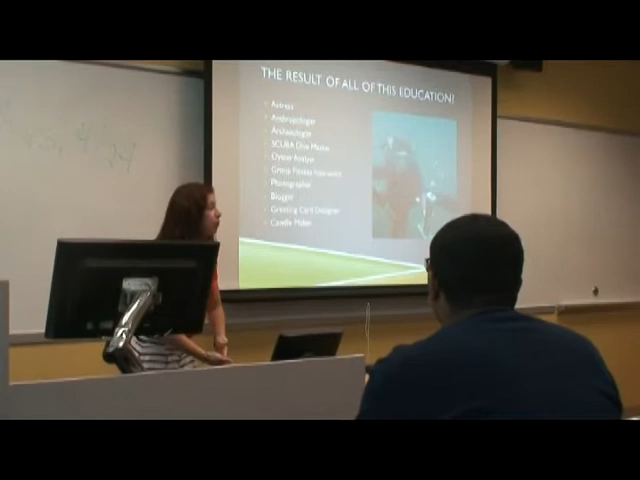 THE RESULT OF ALL OF THIS EDUCATION?
Actress
Anthropologist
Archaeologist
SCUBA Dive Master
Oyster Analyst
Group Fitness Instructor
Photographer
Blogger
Greeting Card Designer
Candle Maker